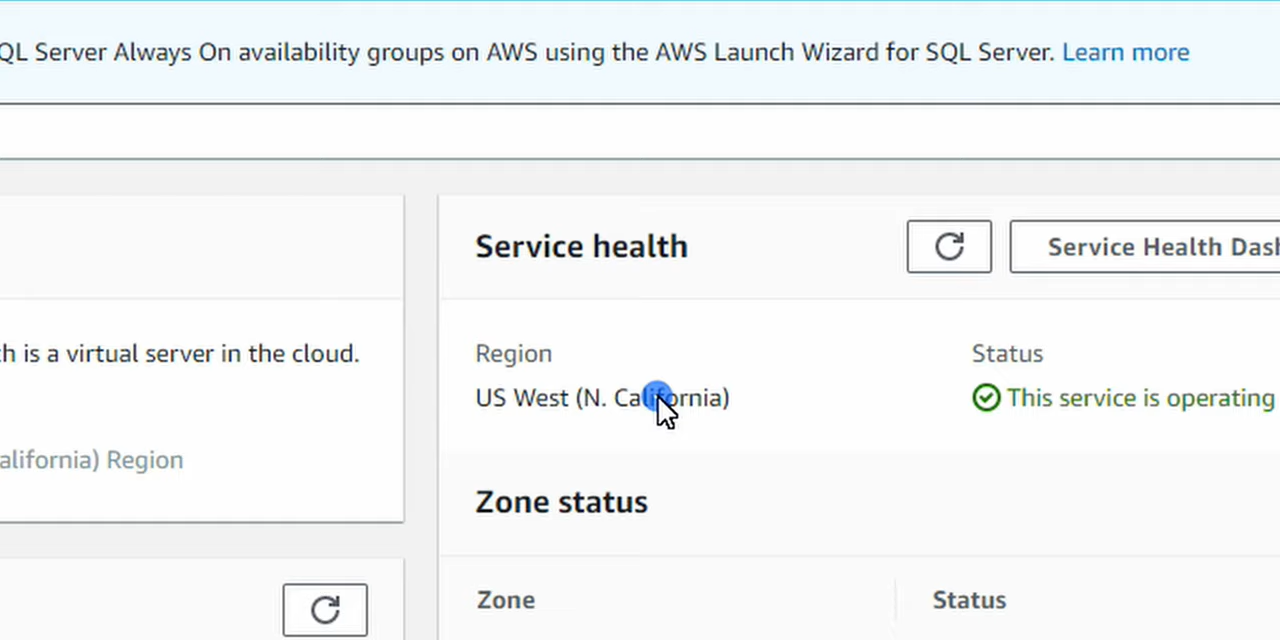 QL Server Always On availability groups on AWS using the AWS Launch Wizard for SQL Server. Learn more
Service health
Service Health Dash
h is a virtual server in the cloud.
Region
Status
US West (N. California)
This service is operating
alifornia) Region
Zone status
Zone
Status